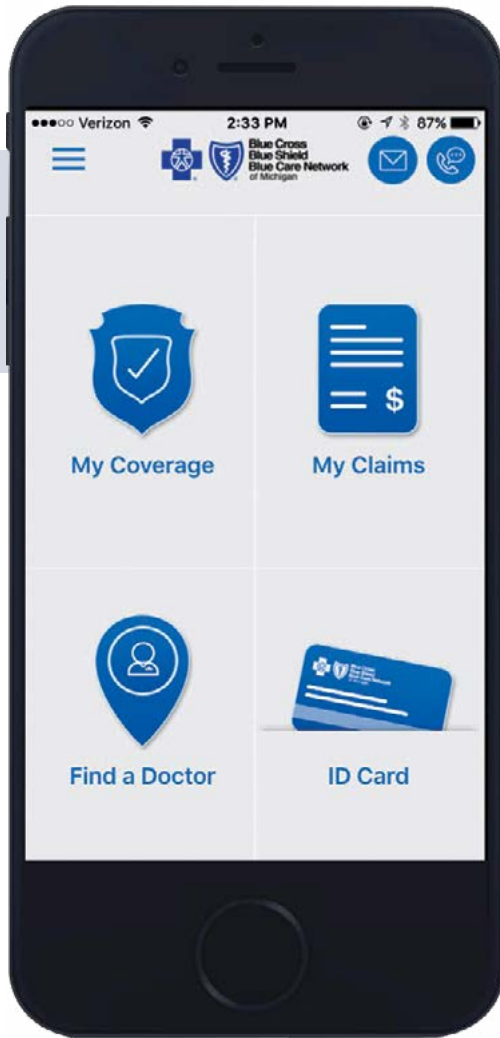 ●●●○○ Verizon 2:33 PM 87%
Blue Cross
Blue Shield
Blue Care Network
of Michigan
My Coverage
My Claims
$
Find a Doctor
ID Card